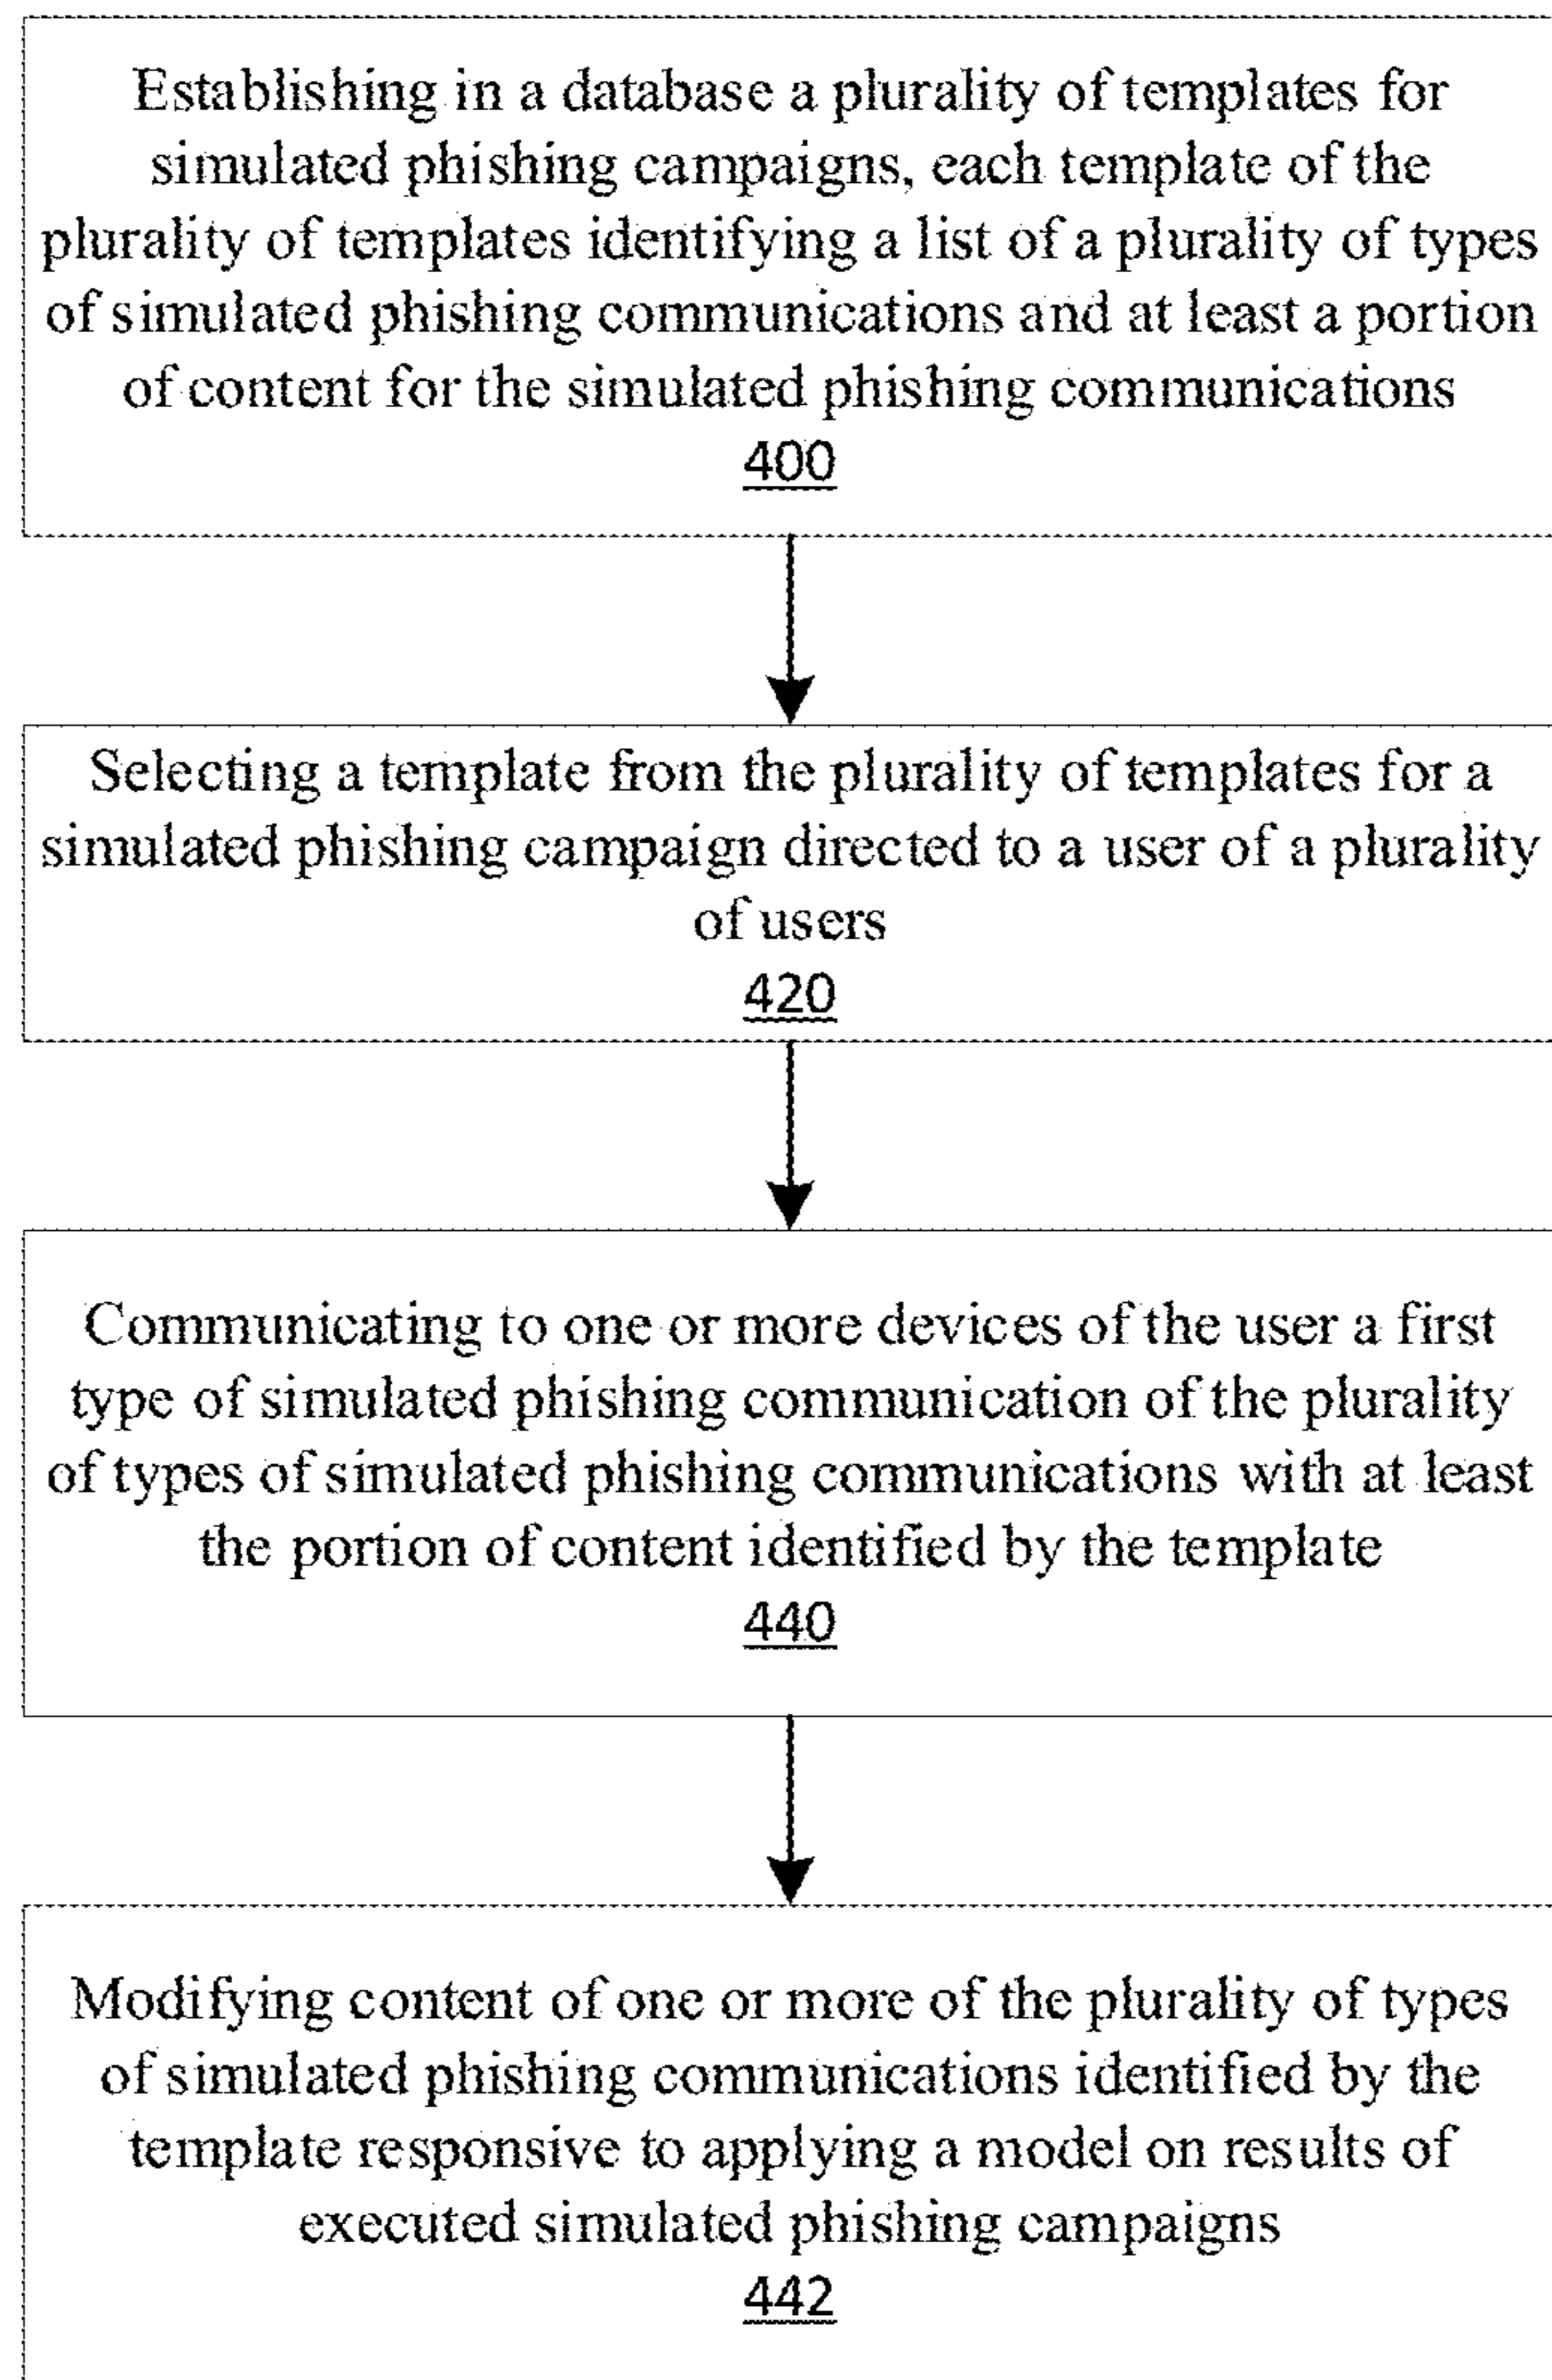 Establishing in a database a plurality of templates for
simulated phishing campaigns, each template of the
plurality of templates identifying a list of a plurality of types
of simulated phishing communications and at least a portion
of content for the simulated phishing communications
400
Selecting a template from the plurality of templates for a
simulated phishing campaign directed to a user of a plurality
of users
420
Communicating to one or more devices of the user a first
type of simulated phishing communication of the plurality
of types of simulated phishing communications with at least
the portion of content identified by the template
440
Modifying content of one or more of the plurality of types
of simulated phishing communications identified by the
template responsive to applying a model on results of
executed simulated phishing campaigns
442